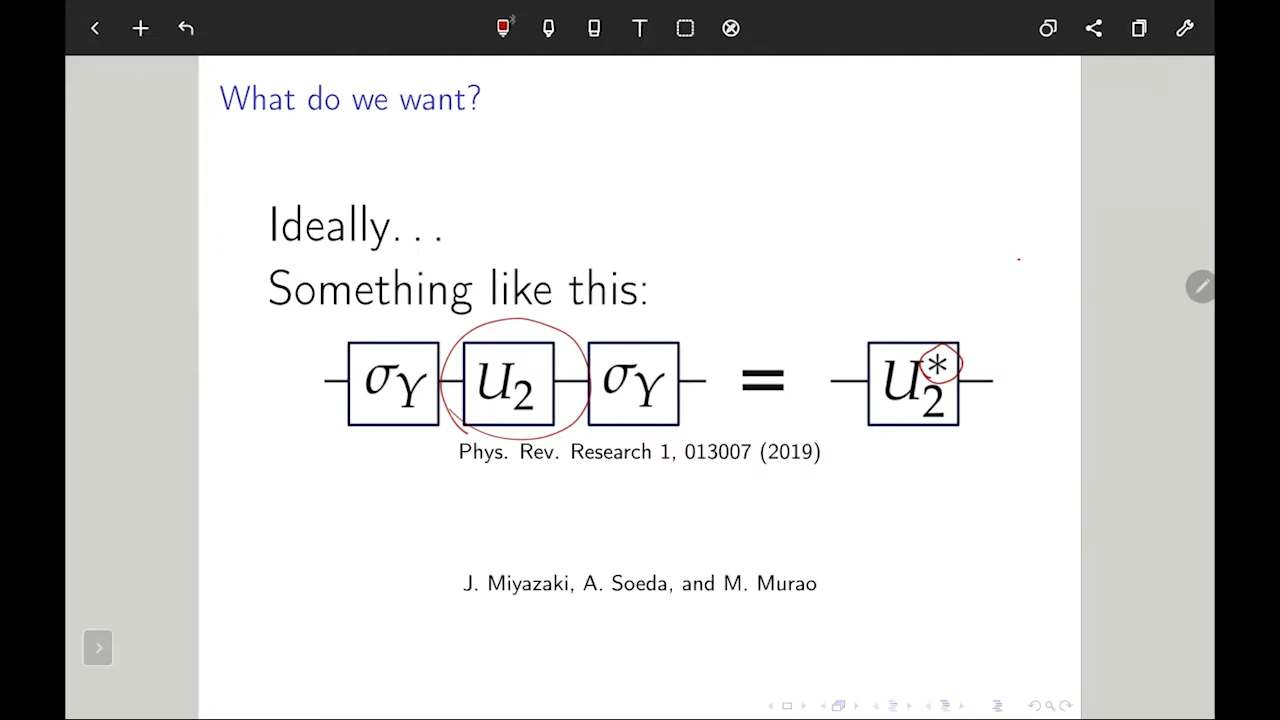 What do we want?
Ideally...
Something like this:
σY U2 σY = U2*
Phys. Rev. Research 1, 013007 (2019)
J. Miyazaki, A. Soeda, and M. Murao